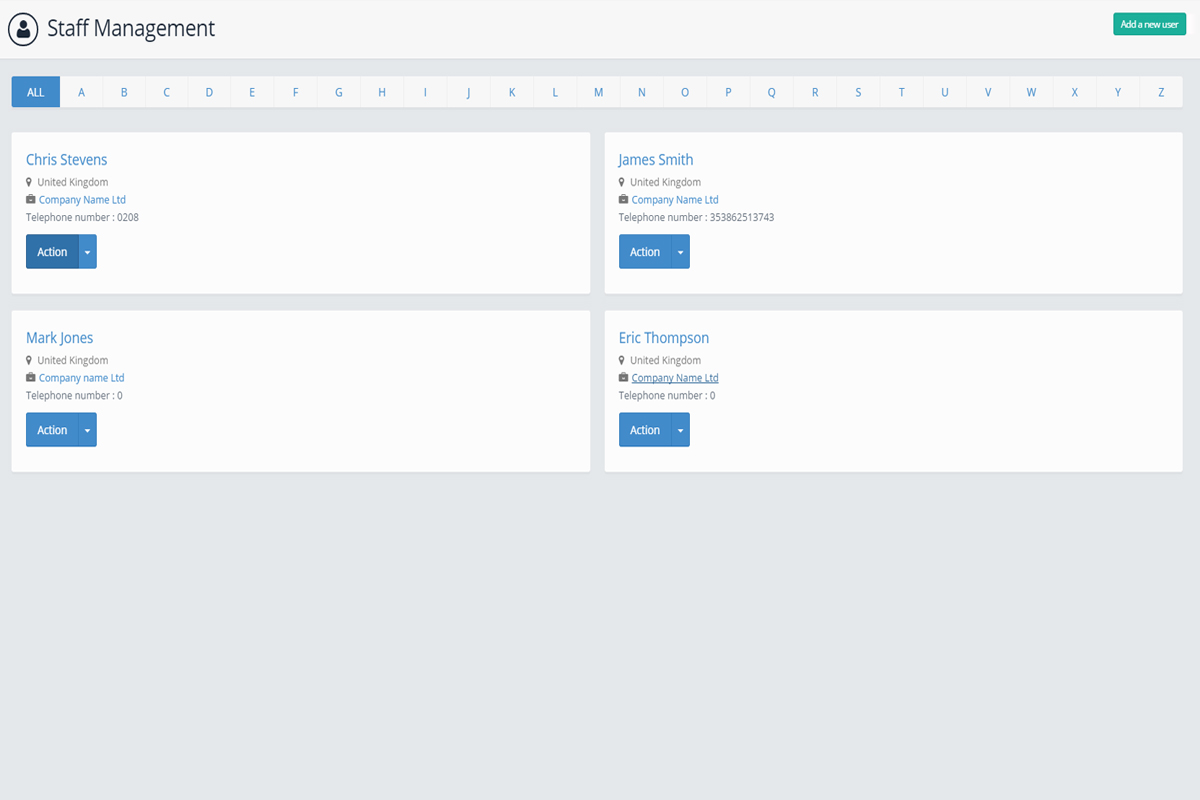 Staff Management
Add a new user
ALL A B C D E F G H I J K L M N O P Q R S T U V W X Y Z
Chris Stevens
United Kingdom
Company Name Ltd
Telephone number : 0208
Action
James Smith
United Kingdom
Company Name Ltd
Telephone number : 353862513743
Action
Mark Jones
United Kingdom
Company name Ltd
Telephone number : 0
Action
Eric Thompson
United Kingdom
Company Name Ltd
Telephone number : 0
Action